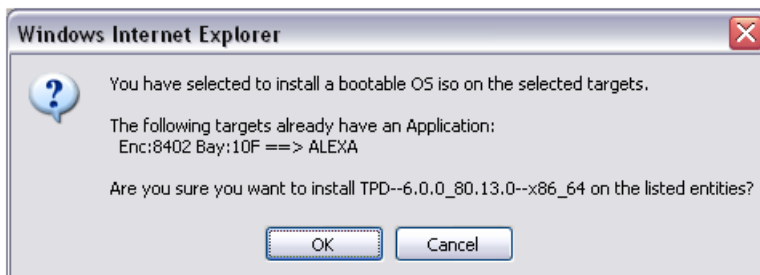 Windows Internet Explorer
You have selected to install a bootable OS iso on the selected targets.
The following targets already have an Application:
Enc:8402 Bay:10F ==> ALEXA
Are you sure you want to install TPD--6.0.0_80.13.0--x86_64 on the listed entities?
OK Cancel